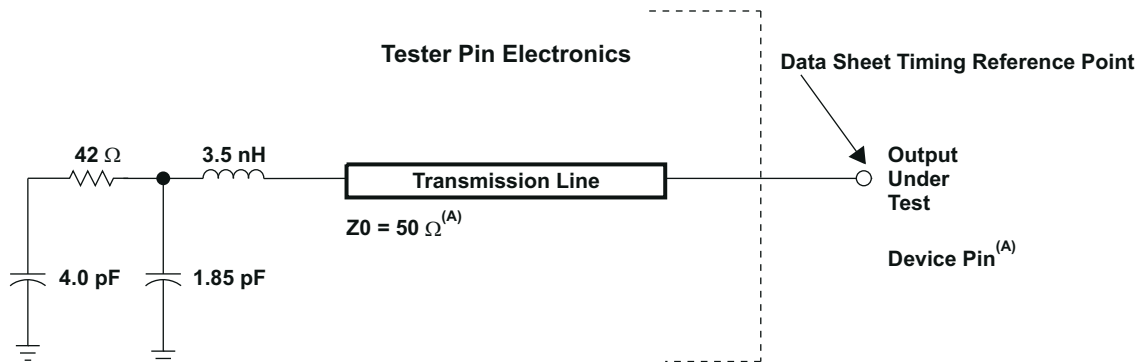 Tester Pin Electronics
Data Sheet Timing Reference Point
42 Ω
3.5 nH
Transmission Line
Output
Under
Test
Z0 = 50 Ω(A)
Device Pin(A)
4.0 pF
1.85 pF